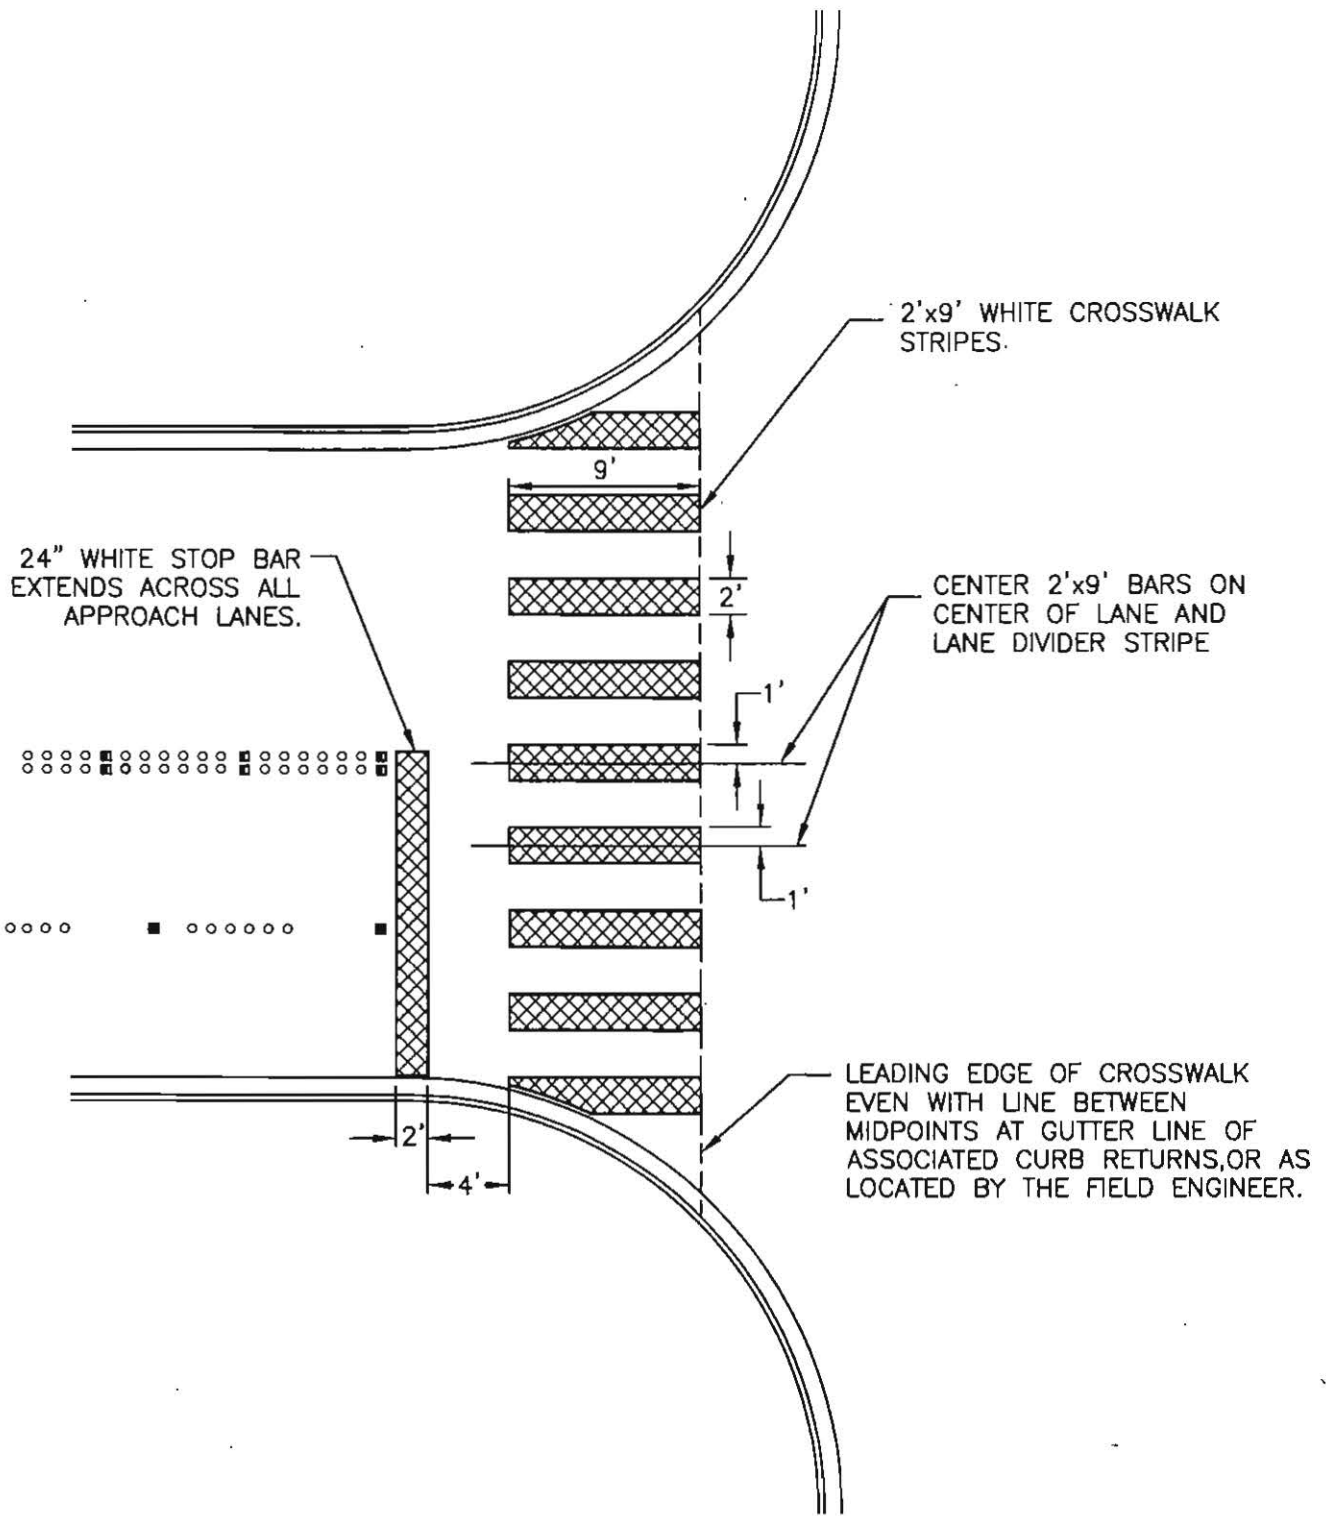 2'x9' WHITE CROSSWALK
STRIPES.
9'
24" WHITE STOP BAR
EXTENDS ACROSS ALL
APPROACH LANES.
2'
CENTER 2'x9' BARS ON
CENTER OF LANE AND
LANE DIVIDER STRIPE
1'
1'
LEADING EDGE OF CROSSWALK
EVEN WITH LINE BETWEEN
MIDPOINTS AT GUTTER LINE OF
ASSOCIATED CURB RETURNS,OR AS
LOCATED BY THE FIELD ENGINEER.
2'
4'